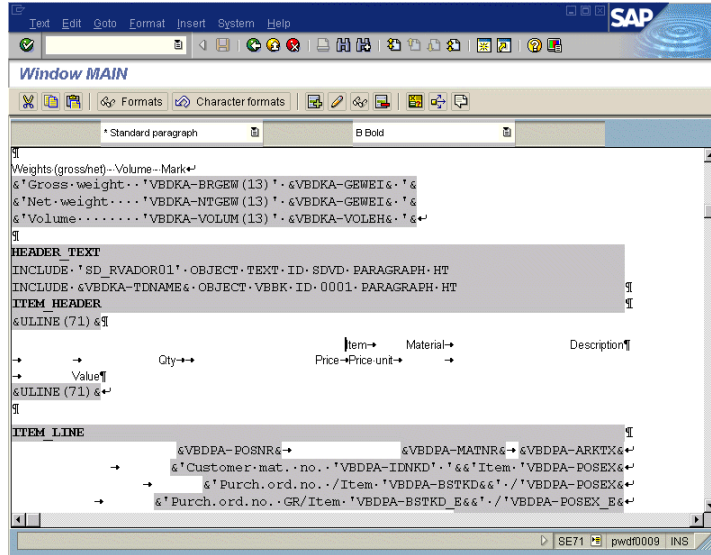 Text Edit Goto Format Insert System Help
SAP
Window MAIN
Formats Character formats
* Standard paragraph B Bold
¶
Weights·(gross/net)·-·Volume·-·Mark↵
&'Gross·weight··'VBDKA-BRGEW(13)'·&VBDKA-GEWEI&·'&
&'Net·weight····'VBDKA-NTGEW(13)'·&VBDKA-GEWEI&·'&
&'Volume········'VBDKA-VOLUM(13)'·&VBDKA-VOLEH&·'&↵
¶
HEADER_TEXT
INCLUDE·'SD_RVADOR01'·OBJECT·TEXT·ID·SDVD·PARAGRAPH·HT
INCLUDE·&VBDKA-TDNAME&·OBJECT·VBBK·ID·0001·PARAGRAPH·HT ¶
ITEM_HEADER ¶
&ULINE(71)&¶
Item→ Material→ Description¶
→ → Qty→→ Price→Price·unit→ →
→ Value¶
&ULINE(71)&↵
¶
ITEM_LINE ¶
&VBDPA-POSNR&→ &VBDPA-MATNR&→&VBDPA-ARKTX&↵
→ &'Customer·mat.·no.·'VBDPA-IDNKD'·'&&'Item·'VBDPA-POSEX&↵
→ &'Purch.ord.no.·/Item·'VBDPA-BSTKD&&'·/'VBDPA-POSEX&↵
→ &'Purch.ord.no.·GR/Item·'VBDPA-BSTKD_E&&'·/'VBDPA-POSEX_E&↵
SE71 pwdf0009 INS